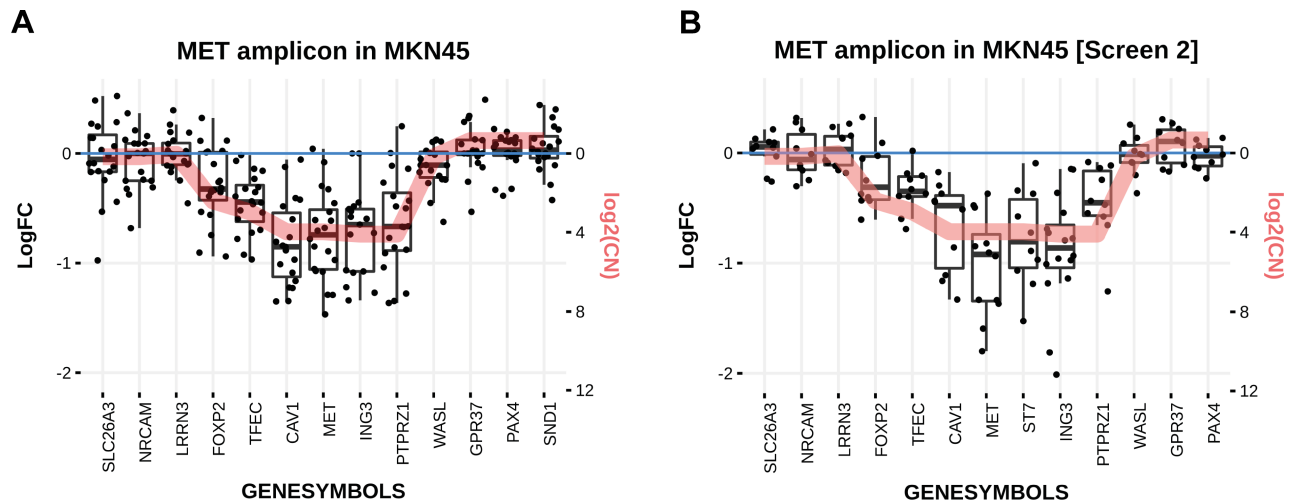 A
MET amplicon in MKN45
LogFC
0
-1
-2
0
4
8
12
log2(CN)
SLC26A3
NRCAM
LRRN3
FOXP2
TFEC
CAV1
MET
ING3
PTPRZ1
WASL
GPR37
PAX4
SND1
GENESYMBOLS
B
MET amplicon in MKN45 [Screen 2]
LogFC
0
-1
-2
0
4
8
12
log2(CN)
SLC26A3
NRCAM
LRRN3
FOXP2
TFEC
CAV1
MET
ST7
ING3
PTPRZ1
WASL
GPR37
PAX4
GENESYMBOLS